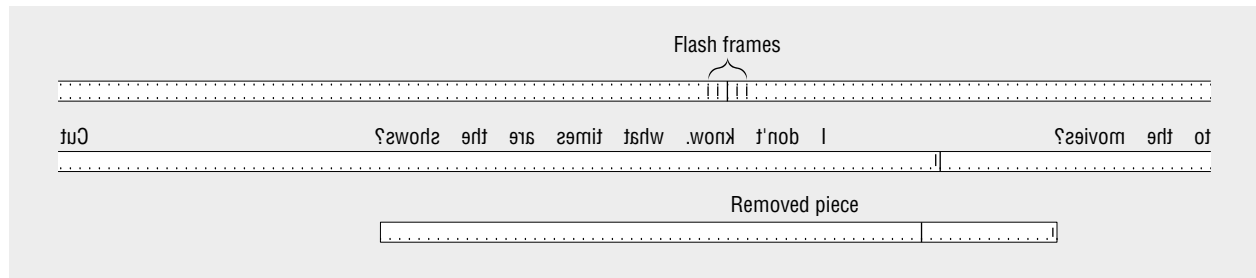 Flash frames
to the movies? I don't know. what times are the shows? Cut
Removed piece